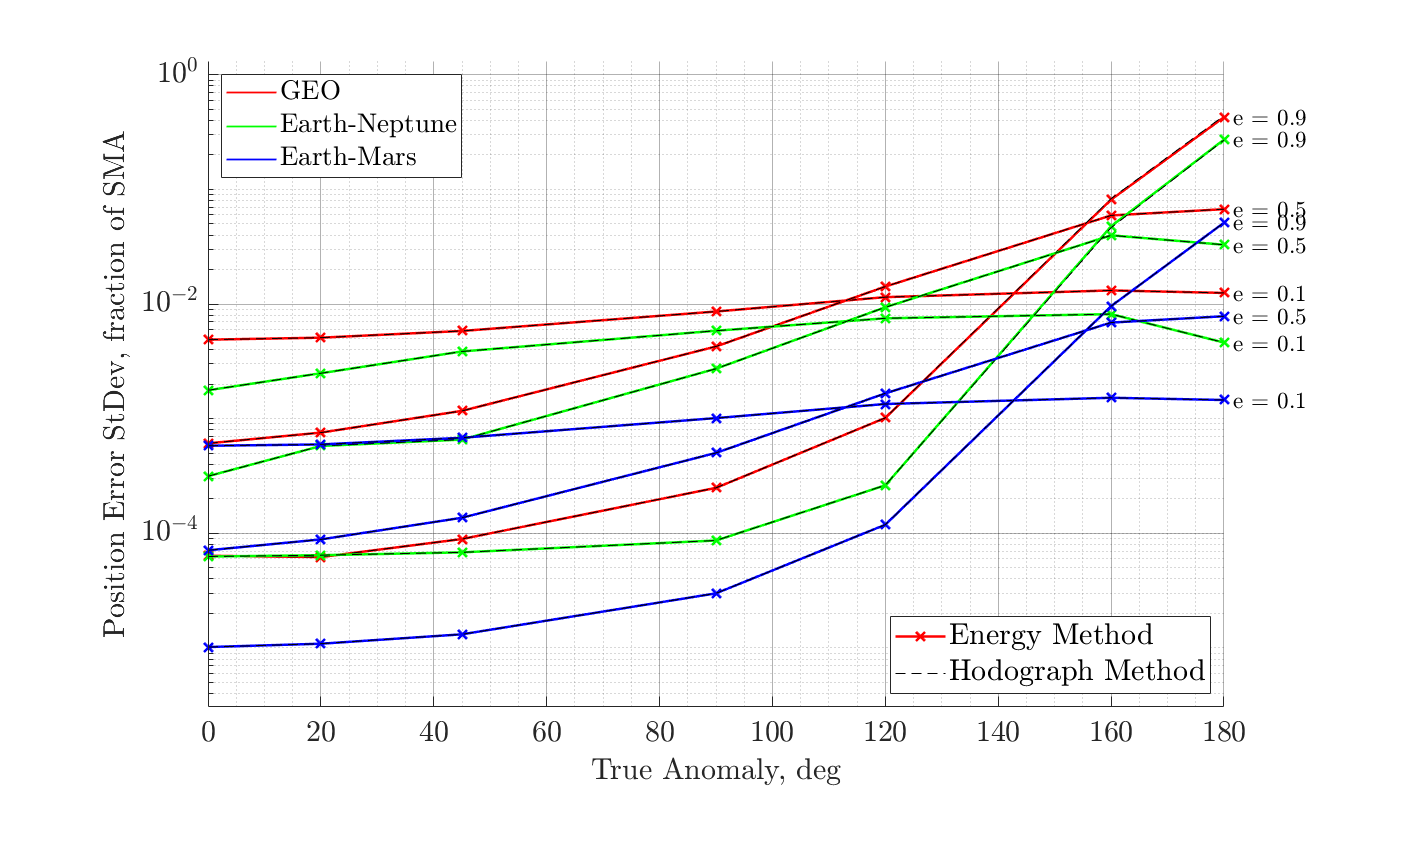 10^0
10^−2
10^−4
Position Error StDev, fraction of SMA
GEO
Earth-Neptune
Earth-Mars
e = 0.9
e = 0.9
e = 0.5
e = 0.9
e = 0.5
e = 0.1
e = 0.5
e = 0.1
e = 0.1
Energy Method
Hodograph Method
0 20 40 60 80 100 120 140 160 180
True Anomaly, deg